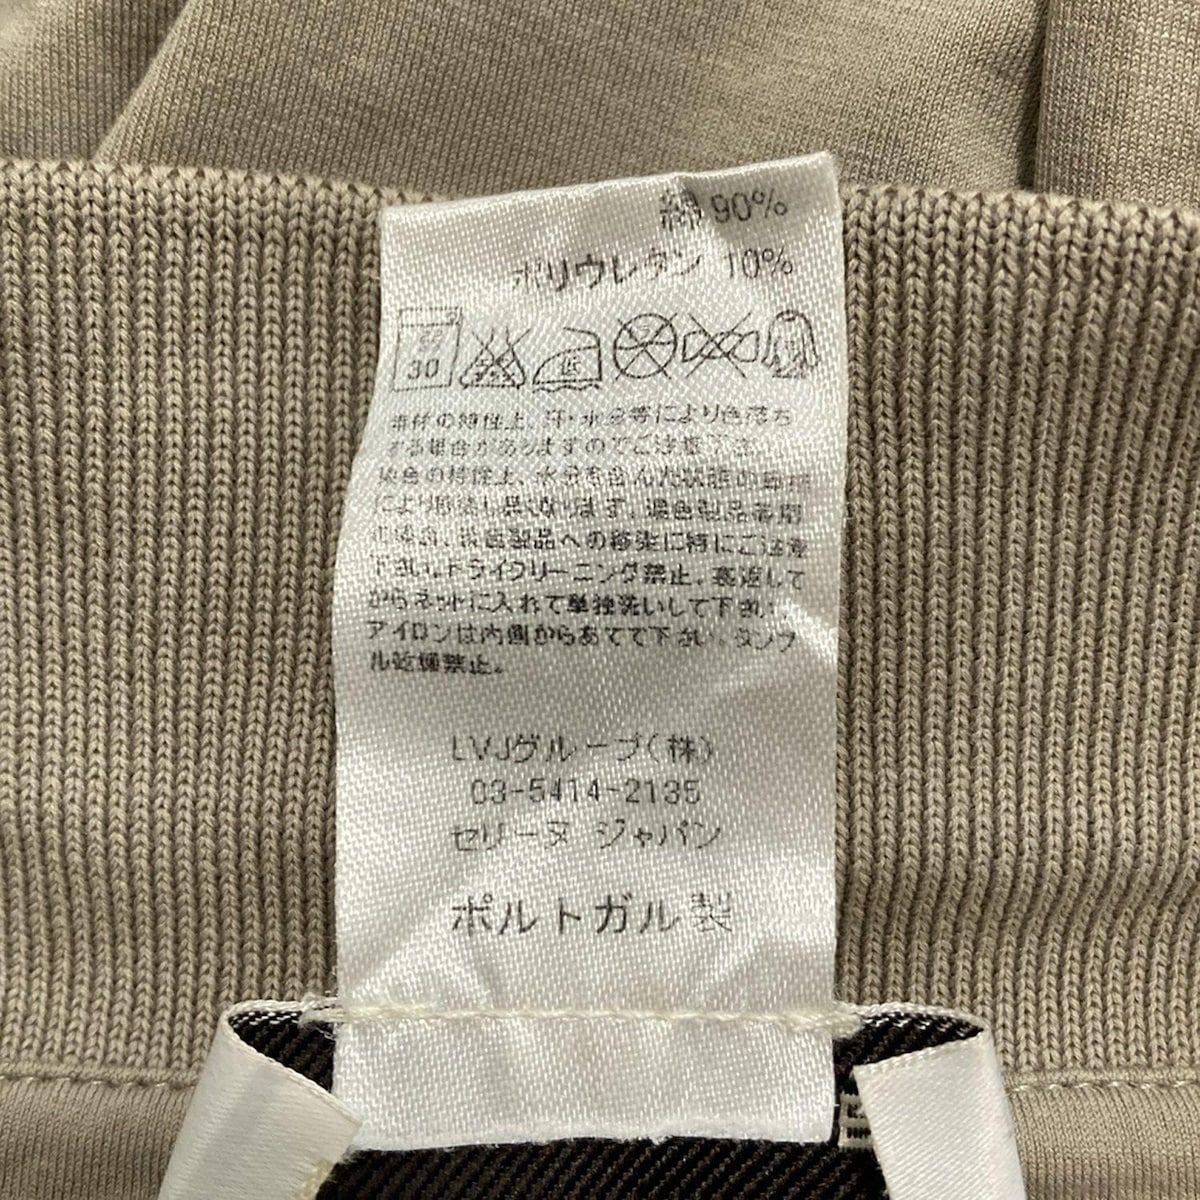 綿 90%
ポリウレタン 10%
30
素材の特性上、汗・水分等により色落ち
する場合がありますのでご注意下さい。
染色の特性上、水分を含んだ状態の摩擦
により色落し易くなります。濃色製品着用
の場合、淡色製品への移染に特にご注意
下さい。ドライクリーニング禁止。裏返して
からネットに入れて単独洗いして下さい。
アイロンは内側からあてて下さい。タンブ
ル乾燥禁止。
LVJグループ(株)
03-5414-2135
セリーヌ ジャパン
ポルトガル製